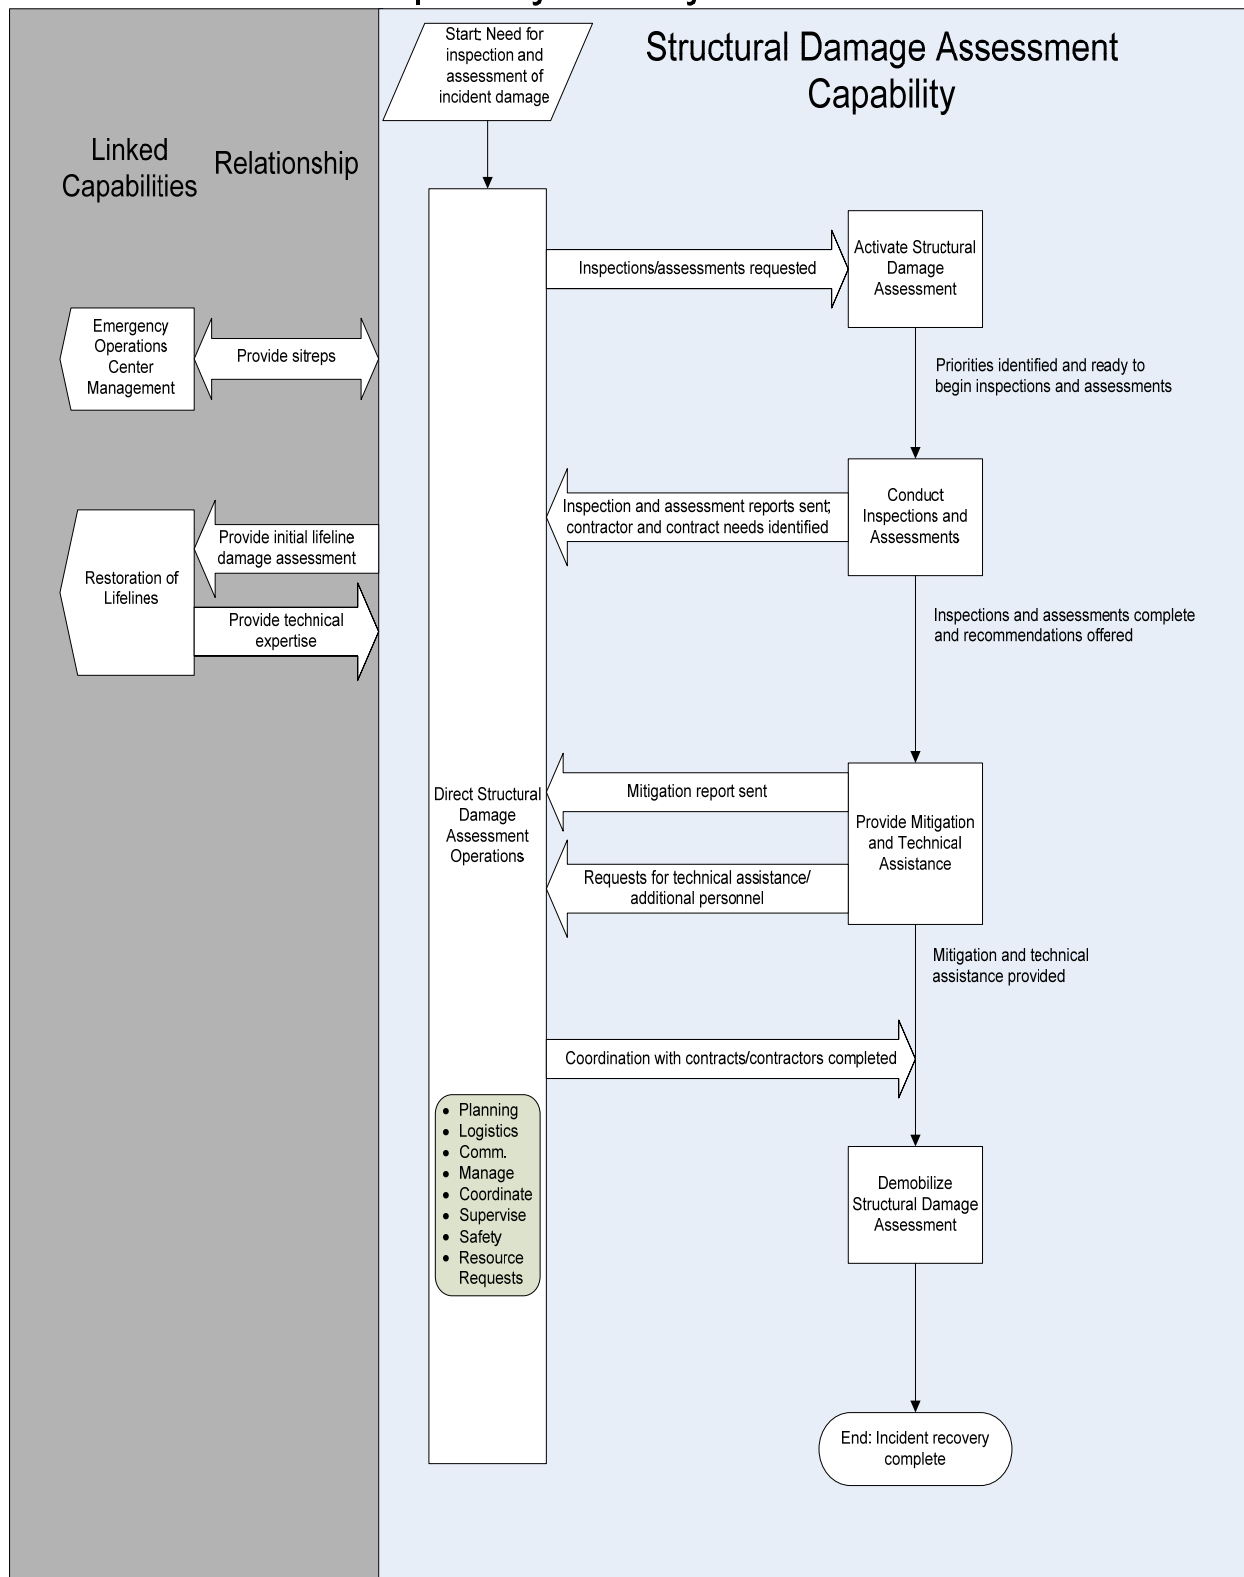 Start: Need for
inspection and
assessment of
incident damage
Structural Damage Assessment
Capability
Linked
Capabilities
Relationship
Inspections/assessments requested
Activate Structural
Damage
Assessment
Emergency
Operations
Center
Management
Provide sitreps
Priorities identified and ready to
begin inspections and assessments
Inspection and assessment reports sent;
contractor and contract needs identified
Conduct
Inspections and
Assessments
Provide initial lifeline
damage assessment
Restoration of
Lifelines
Provide technical
expertise
Inspections and assessments complete
and recommendations offered
Direct Structural
Damage
Assessment
Operations
Mitigation report sent
Provide Mitigation
and Technical
Assistance
Requests for technical assistance/
additional personnel
Mitigation and technical
assistance provided
Coordination with contracts/contractors completed
• Planning
• Logistics
• Comm.
• Manage
• Coordinate
• Supervise
• Safety
• Resource
Requests
Demobilize
Structural Damage
Assessment
End: Incident recovery
complete